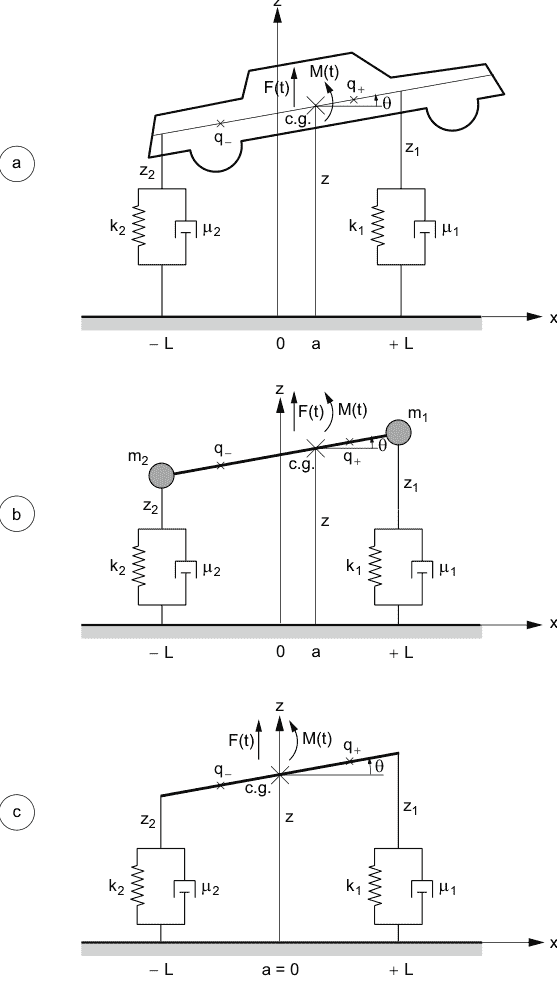 z
F(t) M(t)
q₊
θ
c.g.
q₋
a
z₂ z₁
z
k₂ μ₂ k₁ μ₁
x
– L 0 a + L
z
F(t) M(t) m₁
q₋
m₂ θ
c.g. q₊
z₂ z₁
z
b
k₂ μ₂ k₁ μ₁
x
– L 0 a + L
z
F(t) M(t) q₊
q₋ θ
c.g.
z₂ z z₁
c
k₂ μ₂ k₁ μ₁
x
– L a = 0 + L